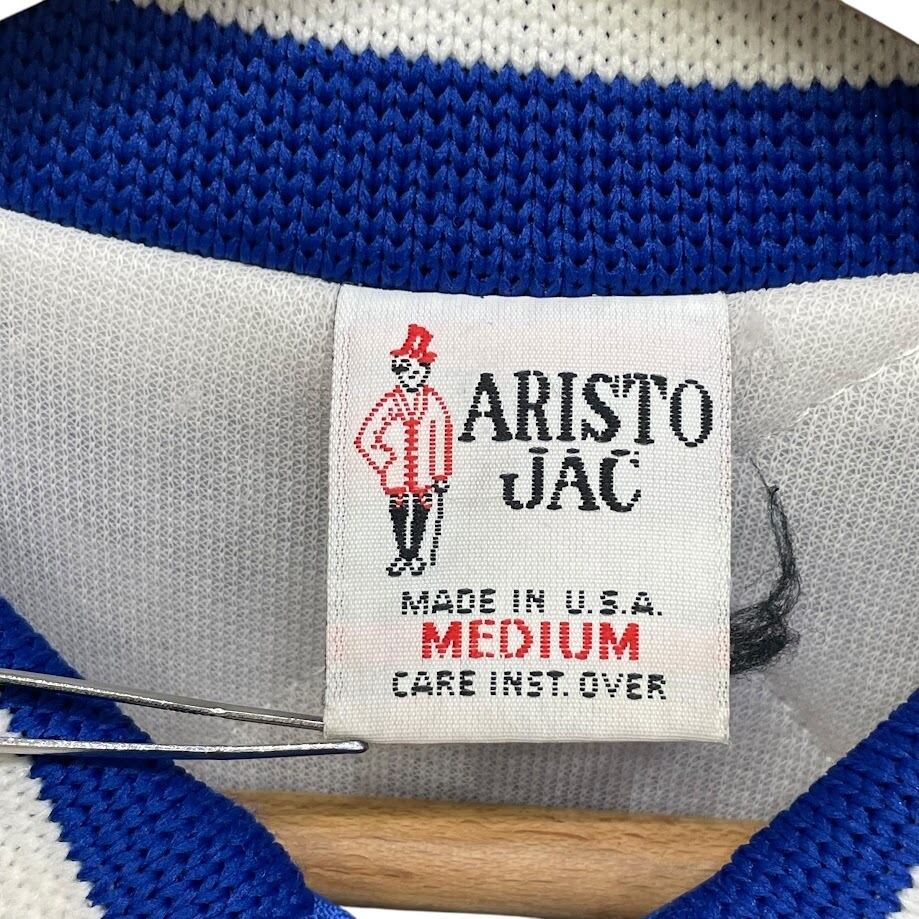 ARISTO
JAC
MADE IN U.S.A.
MEDIUM
CARE INST. OVER